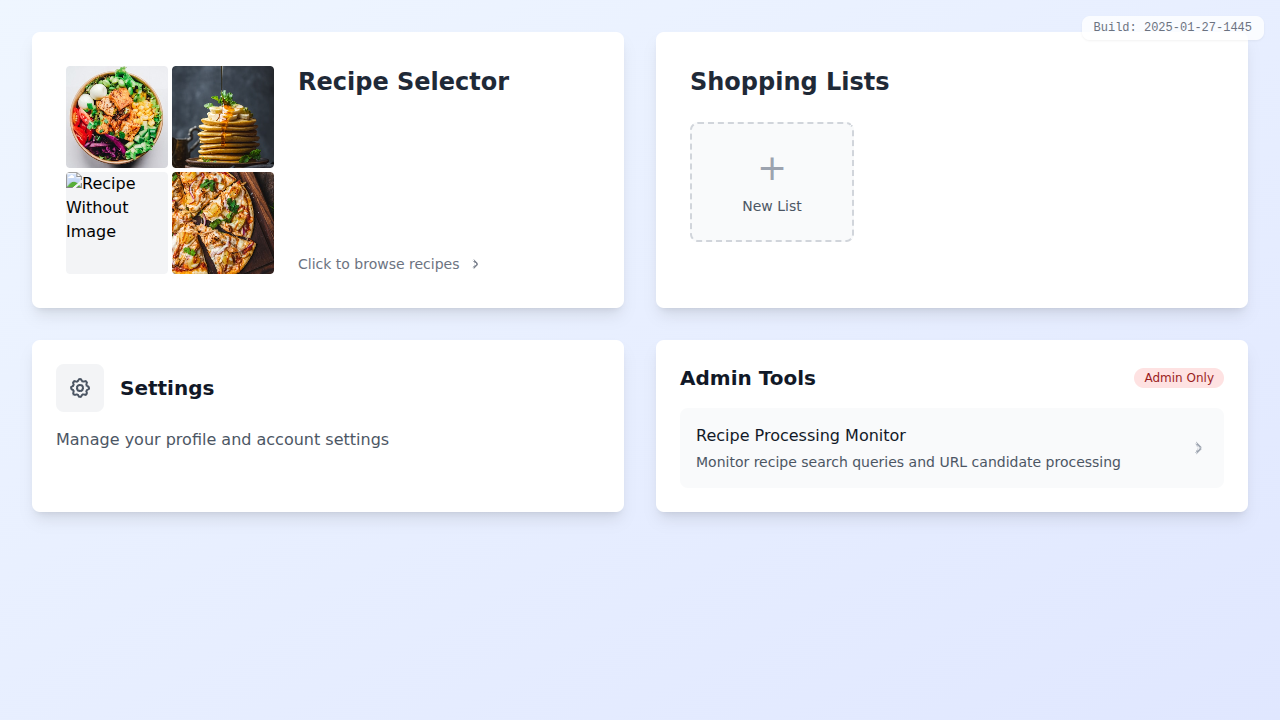 Build: 2025-01-27-1445
Recipe Selector
Recipe
Without
Image
Click to browse recipes
Shopping Lists
New List
Settings
Manage your profile and account settings
Admin Tools
Admin Only
Recipe Processing Monitor
Monitor recipe search queries and URL candidate processing